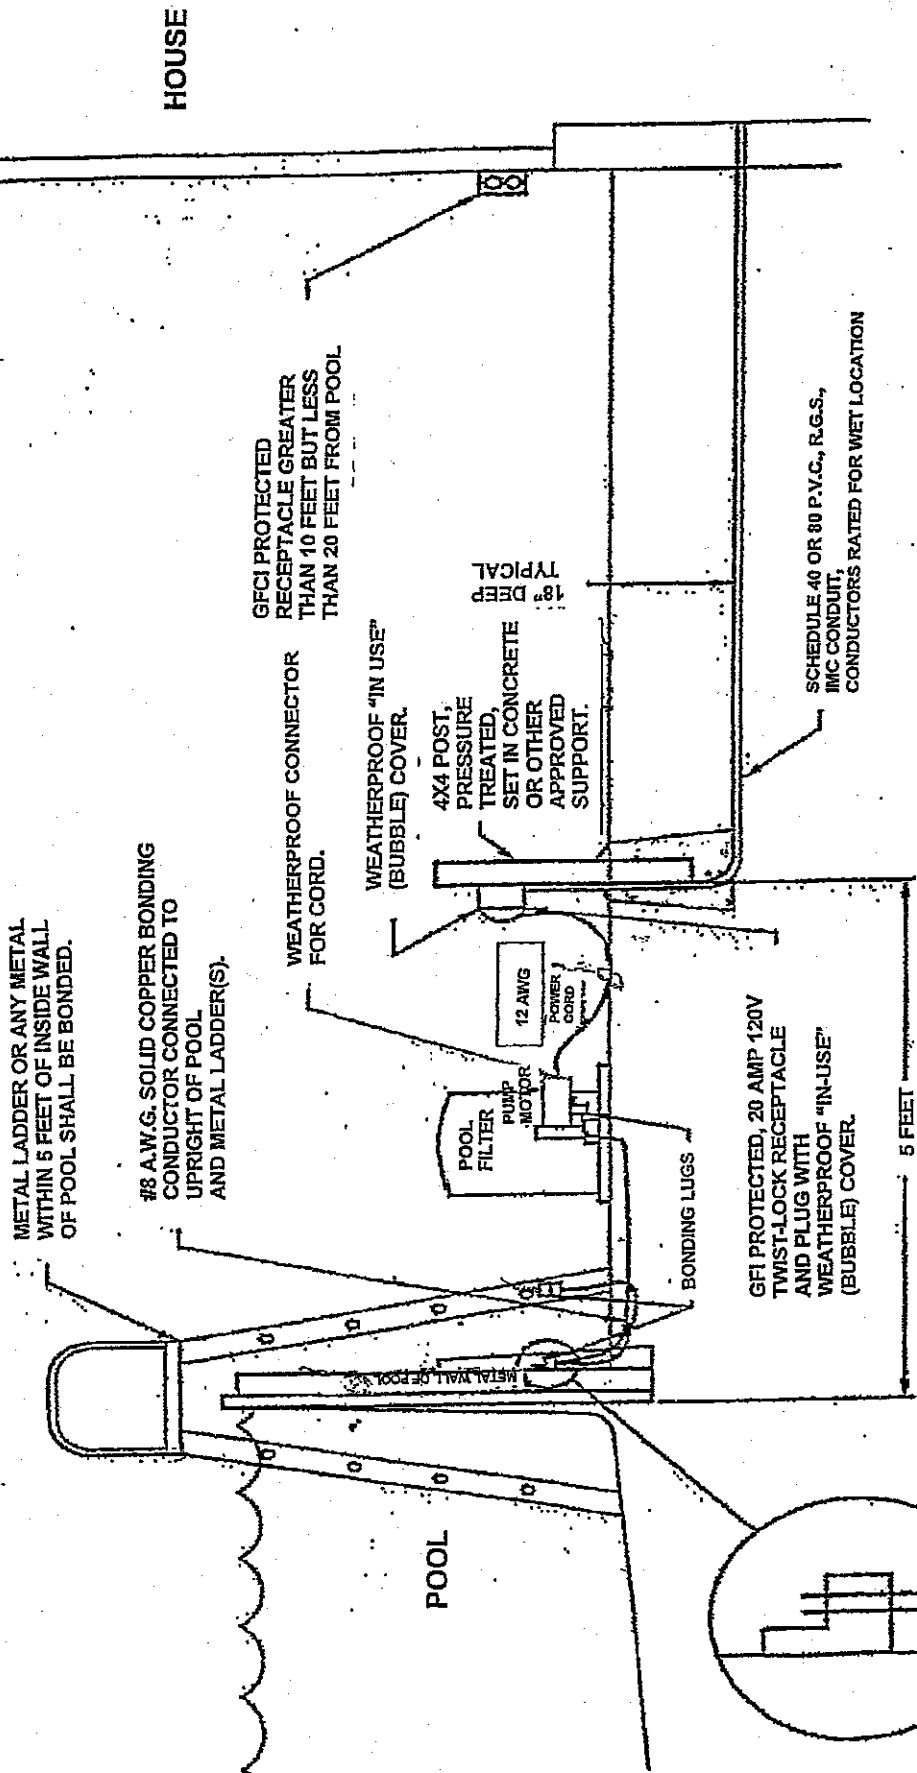 HOUSE
GFCI PROTECTED
RECEPTACLE GREATER
THAN 10 FEET BUT LESS
THAN 20 FEET FROM POOL
METAL LADDER OR ANY METAL
WITHIN 5 FEET OF INSIDE WALL
OF POOL SHALL BE BONDED.
#8 A.W.G. SOLID COPPER BONDING
CONDUCTOR CONNECTED TO
UPRIGHT OF POOL
AND METAL LADDER(S).
WEATHERPROOF CONNECTOR
FOR CORD.
WEATHERPROOF "IN USE"
(BUBBLE) COVER.
4X4 POST,
PRESSURE
TREATED,
SET IN CONCRETE
OR OTHER
APPROVED
SUPPORT.
18" DEEP
TYPICAL
POOL
METAL WALL OF POOL
POOL
FILTER
PUMP
MOTOR
12 AWG
POWER
CORD
BONDING LUGS
GFI PROTECTED, 20 AMP 120V
TWIST-LOCK RECEPTACLE
AND PLUG WITH
WEATHERPROOF "IN-USE"
(BUBBLE) COVER.
SCHEDULE 40 OR 80 P.V.C., R.G.S.,
IMC CONDUIT,
CONDUCTORS RATED FOR WET LOCATION
5 FEET